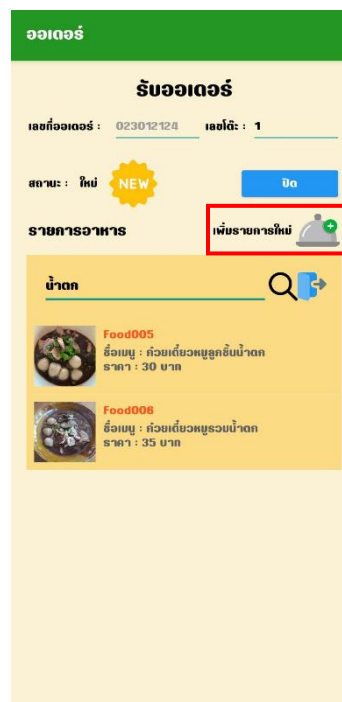 ออเดอร์
รับออเดอร์
เลขที่ออเดอร์ : 023012124 เลขโต๊ะ : 1
สถานะ : ใหม่ NEW ปิด
รายการอาหาร เพิ่มรายการใหม่
น้ำตก
Food005
ชื่อเมนู : ก๋วยเตี๋ยวหมูลูกชิ้นน้ำตก
ราคา : 30 บาท
Food006
ชื่อเมนู : ก๋วยเตี๋ยวหมูรวมน้ำตก
ราคา : 35 บาท